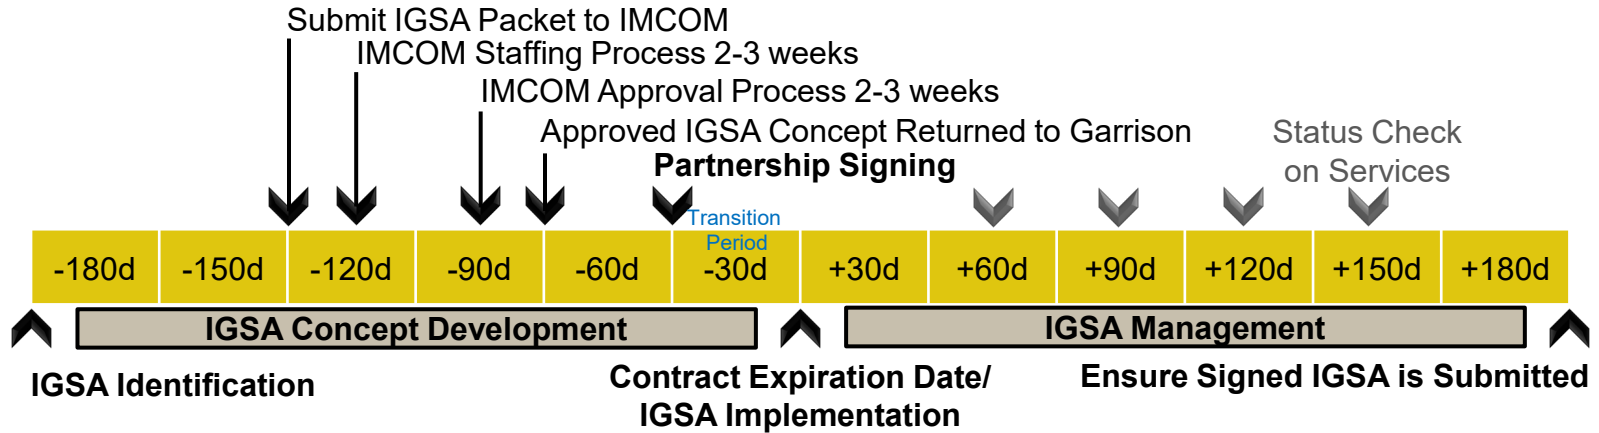 Submit IGSA Packet to IMCOM
IMCOM Staffing Process 2-3 weeks
IMCOM Approval Process 2-3 weeks
Approved IGSA Concept Returned to Garrison
Partnership Signing
Status Check
on Services
Transition
Period
-180d -150d -120d -90d -60d -30d +30d +60d +90d +120d +150d +180d
IGSA Concept Development
IGSA Management
IGSA Identification
Contract Expiration Date/
IGSA Implementation
Ensure Signed IGSA is Submitted